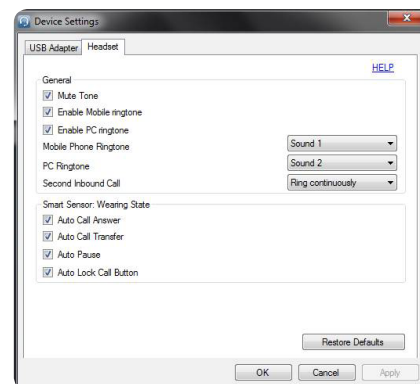 Device Settings
USB Adapter
Headset
HELP
General
Mute Tone
Enable Mobile ringtone
Enable PC ringtone
Mobile Phone Ringtone
Sound 1
PC Ringtone
Sound 2
Second Inbound Call
Ring continuously
Smart Sensor: Wearing State
Auto Call Answer
Auto Call Transfer
Auto Pause
Auto Lock Call Button
Restore Defaults
OK
Cancel
Apply